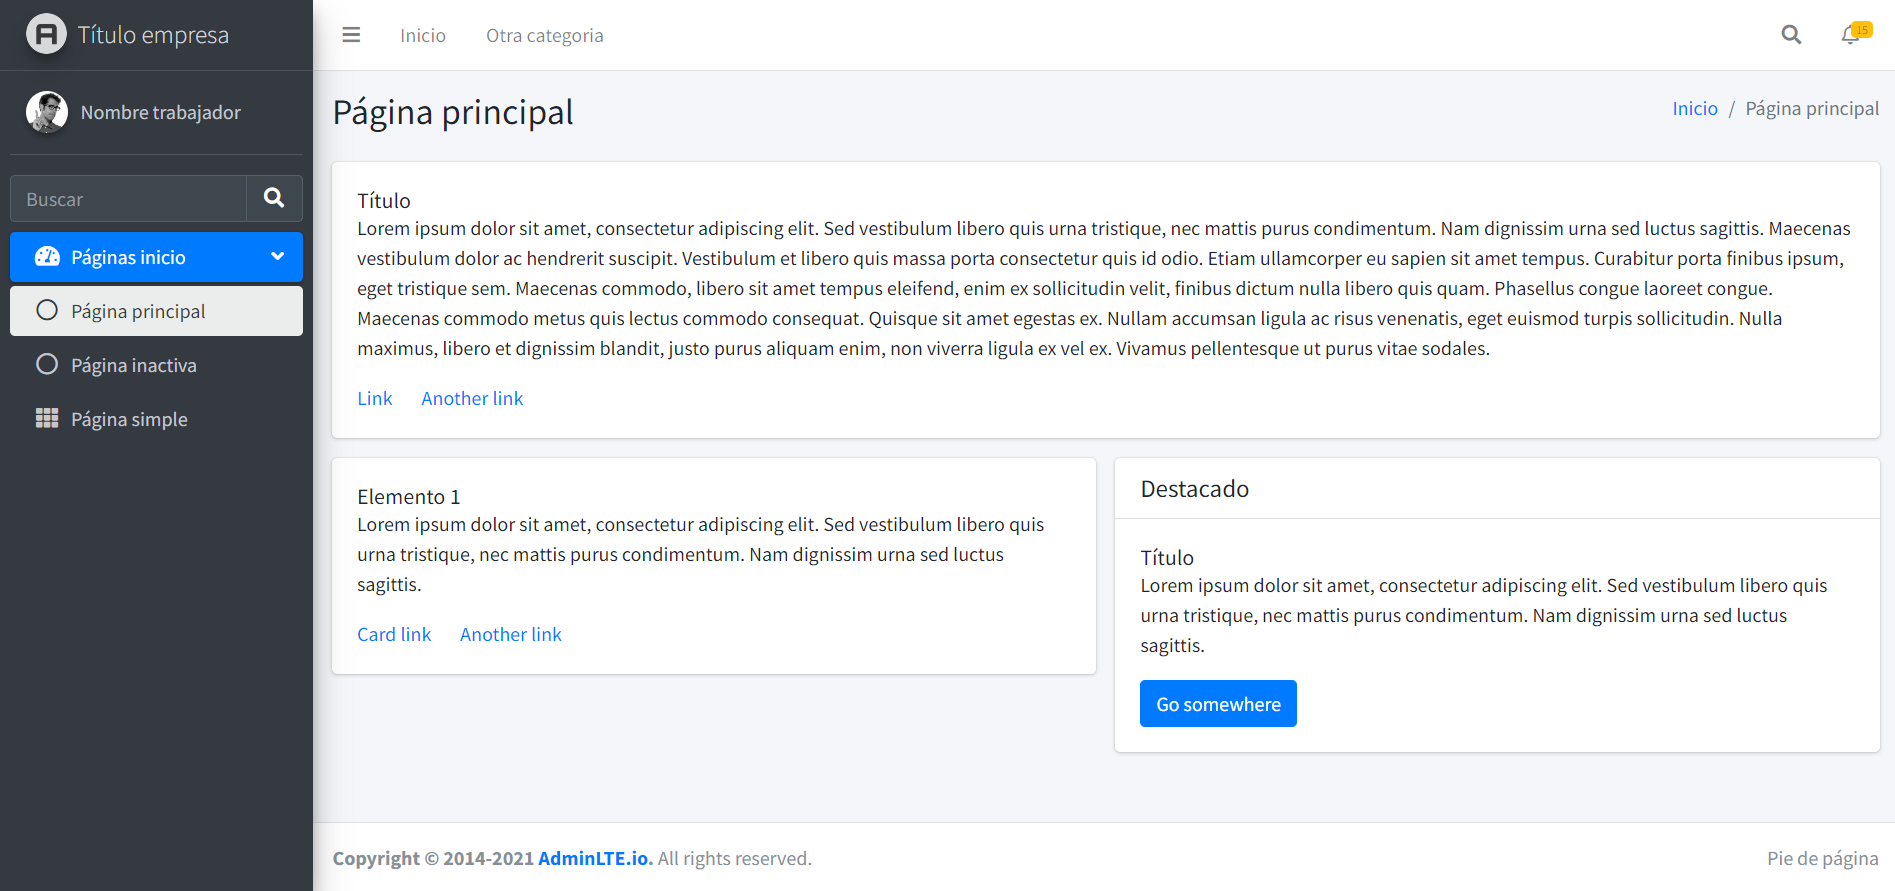 Título empresa
Nombre trabajador
Buscar
Páginas inicio
Página principal
Página inactiva
Página simple
Inicio
Otra categoria
15
Página principal
Inicio / Página principal
Título
Lorem ipsum dolor sit amet, consectetur adipiscing elit. Sed vestibulum libero quis urna tristique, nec mattis purus condimentum. Nam dignissim urna sed luctus sagittis. Maecenas
vestibulum dolor ac hendrerit suscipit. Vestibulum et libero quis massa porta consectetur quis id odio. Etiam ullamcorper eu sapien sit amet tempus. Curabitur porta finibus ipsum,
eget tristique sem. Maecenas commodo, libero sit amet tempus eleifend, enim ex sollicitudin velit, finibus dictum nulla libero quis quam. Phasellus congue laoreet congue.
Maecenas commodo metus quis lectus commodo consequat. Quisque sit amet egestas ex. Nullam accumsan ligula ac risus venenatis, eget euismod turpis sollicitudin. Nulla
maximus, libero et dignissim blandit, justo purus aliquam enim, non viverra ligula ex vel ex. Vivamus pellentesque ut purus vitae sodales.
Link Another link
Elemento 1
Lorem ipsum dolor sit amet, consectetur adipiscing elit. Sed vestibulum libero quis
urna tristique, nec mattis purus condimentum. Nam dignissim urna sed luctus
sagittis.
Card link Another link
Destacado
Título
Lorem ipsum dolor sit amet, consectetur adipiscing elit. Sed vestibulum libero quis
urna tristique, nec mattis purus condimentum. Nam dignissim urna sed luctus
sagittis.
Go somewhere
Copyright © 2014-2021 AdminLTE.io. All rights reserved.
Pie de página